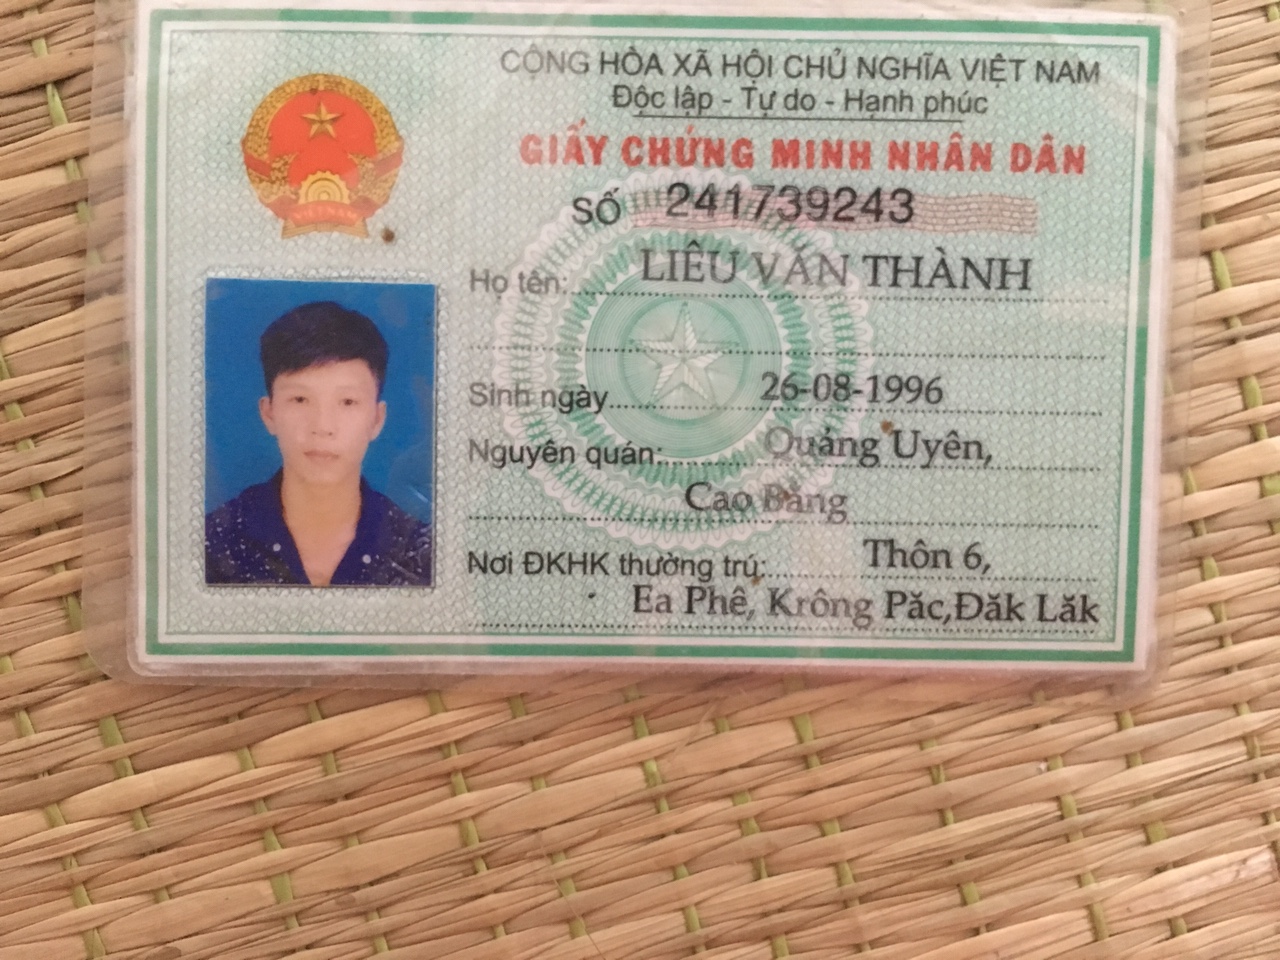 CỘNG HÒA XÃ HỘI CHỦ NGHĨA VIỆT NAM
Độc lập - Tự do - Hạnh phúc
GIẤY CHỨNG MINH NHÂN DÂN
SỐ 241739243
Họ tên: LIÊU VĂN THÀNH
Sinh ngày 26-08-1996
Nguyên quán: Quảng Uyên,
Cao Bằng
Nơi ĐKHK thường trú: Thôn 6,
Ea Phê, Krông Păc,Đăk Lăk
VIỆT NAM